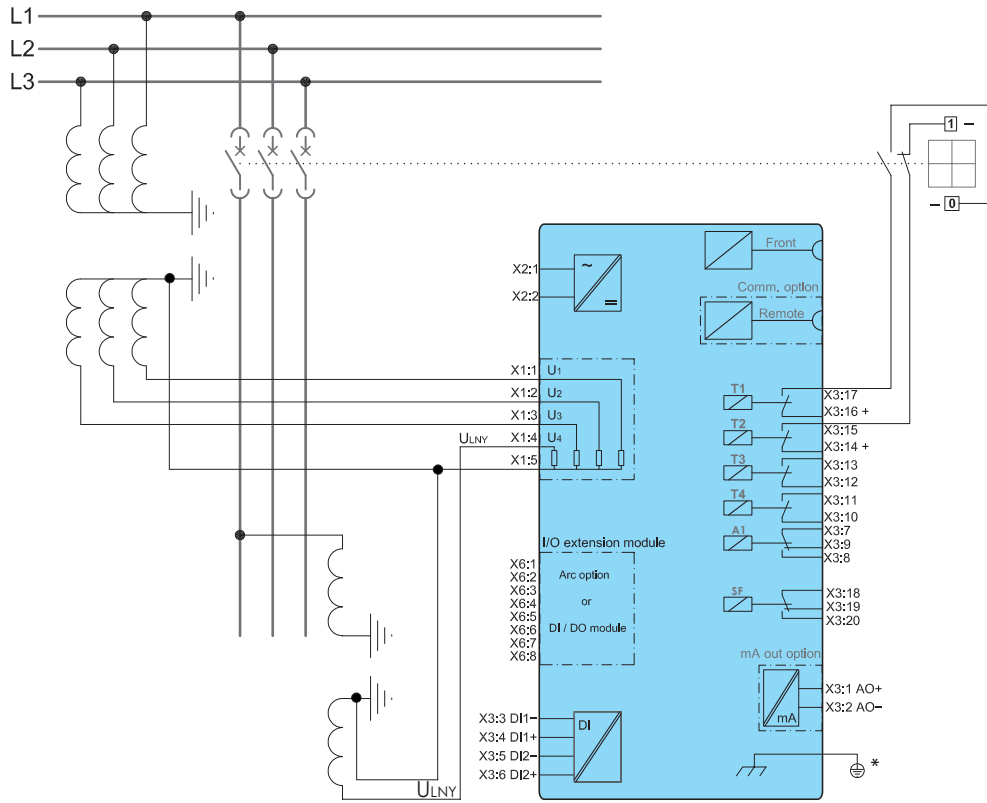 L1
L2
L3
1 –
– 0
Front
X2:1
~
X2:2
=
Comm. option
Remote
X1:1 U1
X1:2 U2
X1:3 U3
ULNY X1:4 U4
X1:5
T1
X3:17
X3:16 +
T2
X3:15
X3:14 +
T3
X3:13
X3:12
T4
X3:11
X3:10
A1
X3:7
X3:9
X3:8
I/O extension module
X6:1
X6:2
X6:3
X6:4
X6:5
X6:6
X6:7
X6:8
Arc option
or
DI / DO module
SF
X3:18
X3:19
X3:20
mA out option
X3:1 AO+
X3:2 AO–
mA
X3:3 DI1–
X3:4 DI1+
X3:5 DI2–
X3:6 DI2+
DI
*
ULNY